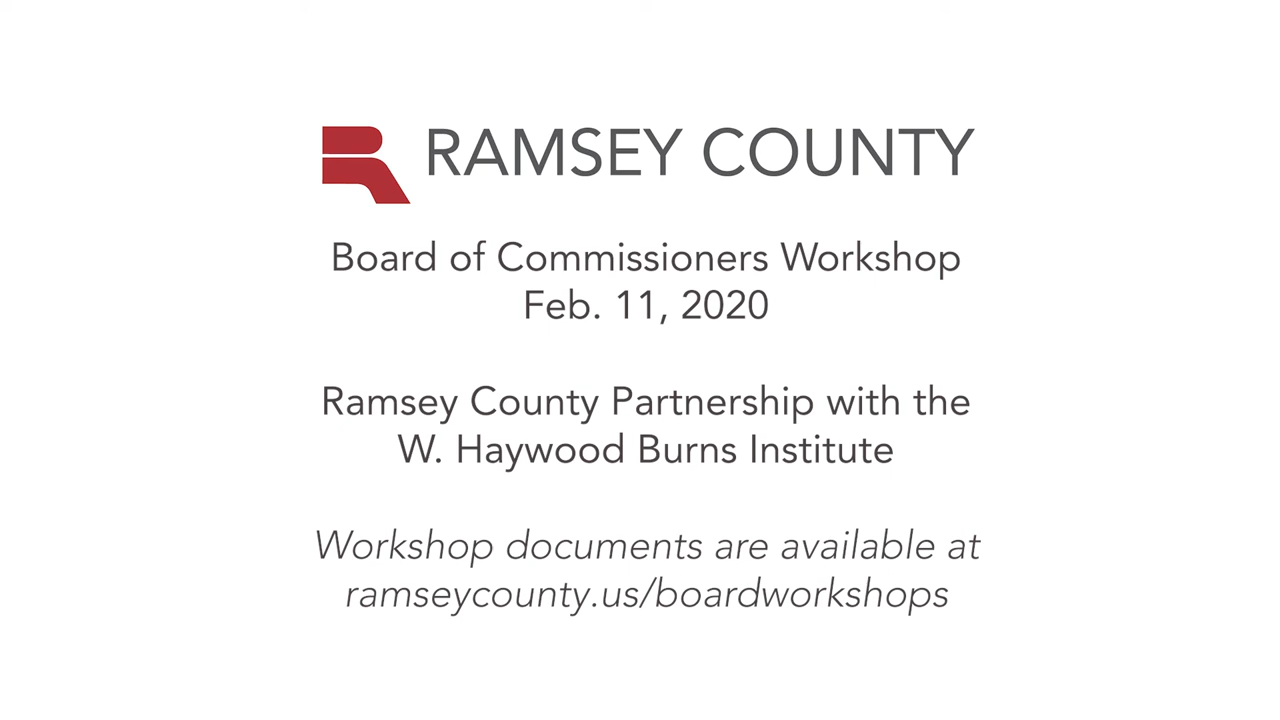 RAMSEY COUNTY
Board of Commissioners Workshop
Feb. 11, 2020
Ramsey County Partnership with the
W. Haywood Burns Institute
Workshop documents are available at
ramseycounty.us/boardworkshops